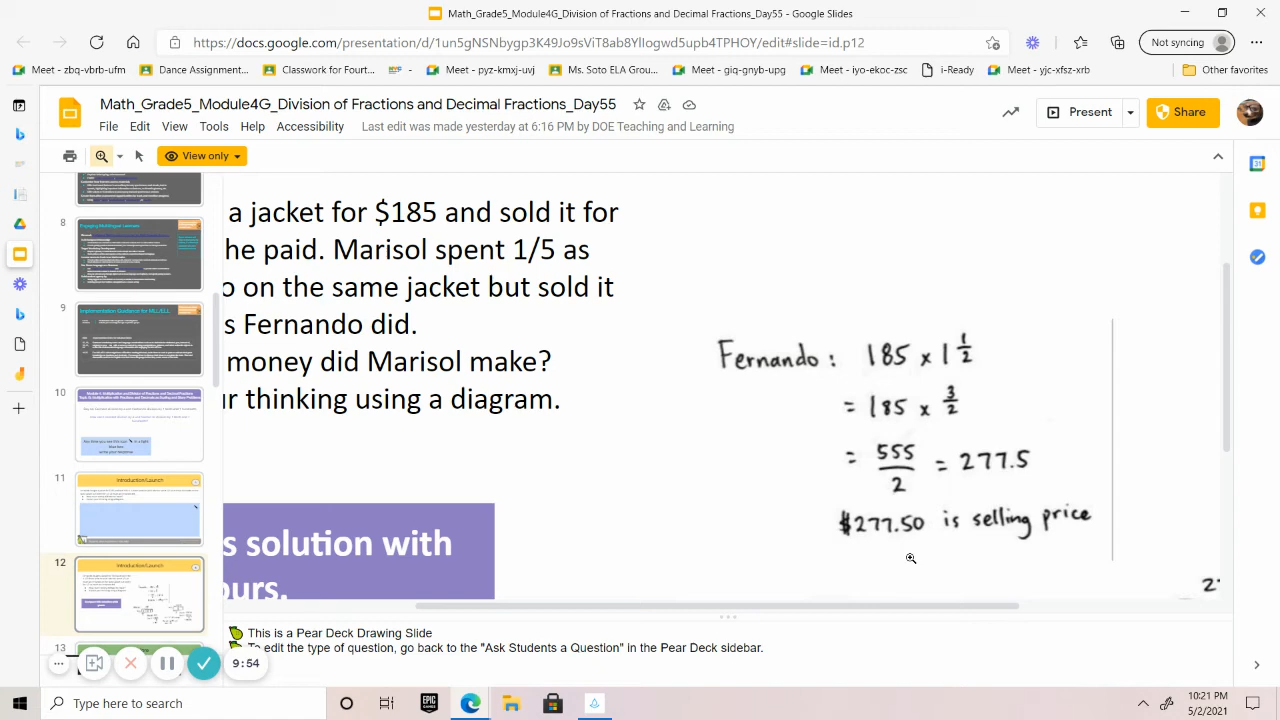 Math_Grade5_Module4G_Division of Fractions and Decimal Fractions_Day55 - Google Slides
https://docs.google.com/presentation/d/1un5gNSNbygp3K49Jo9sViT8ab8YlIogwd5upb4TPHOY/edit#slide=id.p12
Not syncing
Meet - zbq-vbrb-ufm
Dance Assignment...
Classwork for Fourt...
Meet - pyz-kmxj-uvj
Ms. Soto ELA Grou...
Meet - giq-gnyb-upg
Meet - iyo-ekoc-zsc
i-Ready
Meet - yjc-xfsz-xrb
Other favorites
Math_Grade5_Module4G_Division of Fractions and Decimal Fractions_Day55
File Edit View Tools Help Accessibility Last edit was made yesterday at 6:16 PM by DOE Teaching and Learning
Present
Share
View only
8
Engaging Multilingual Learners
9
Implementation Guidance for MLL/ELL
10
11
Introduction/Launch
12
Introduction/Launch
13
a jacket for $185 and sold it for
he paid. Marisol spent 1/5 as
o on the same jacket but sold it
s Fernando did.
money did Marisol make?
ur thinking using a diagram.
s solution with
ours.
Fernando: 185 x 1 1/2
= 185 x 3/2
= 555/2 = 277.5
$277.50 is selling price
This is a Pear Deck Drawing Slide
To edit the type of question, go back to the "Ask Students a Question" in the Pear Deck sidebar.
9:54
Type here to search
EPIC GAMES
10:21 PM
5/2/2021